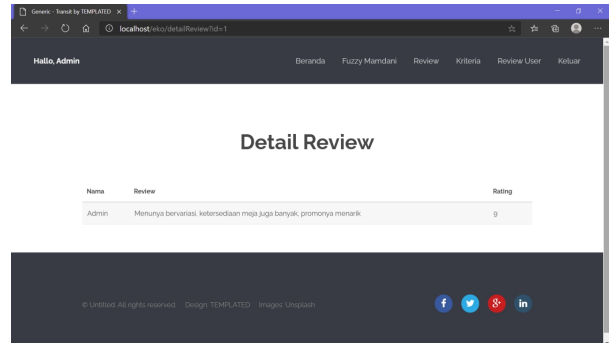 Generic - Transit by TEMPLATED
localhost/eko/detailReview?id=1
Hallo, Admin Beranda Fuzzy Mamdani Review Kriteria Review User Keluar
Detail Review
Nama Review Rating
Admin Menunya bervariasi, ketersediaan meja juga banyak, promonya menarik 9
© Untitled. All rights reserved. Design: TEMPLATED Images: Unsplash
f 8+ in